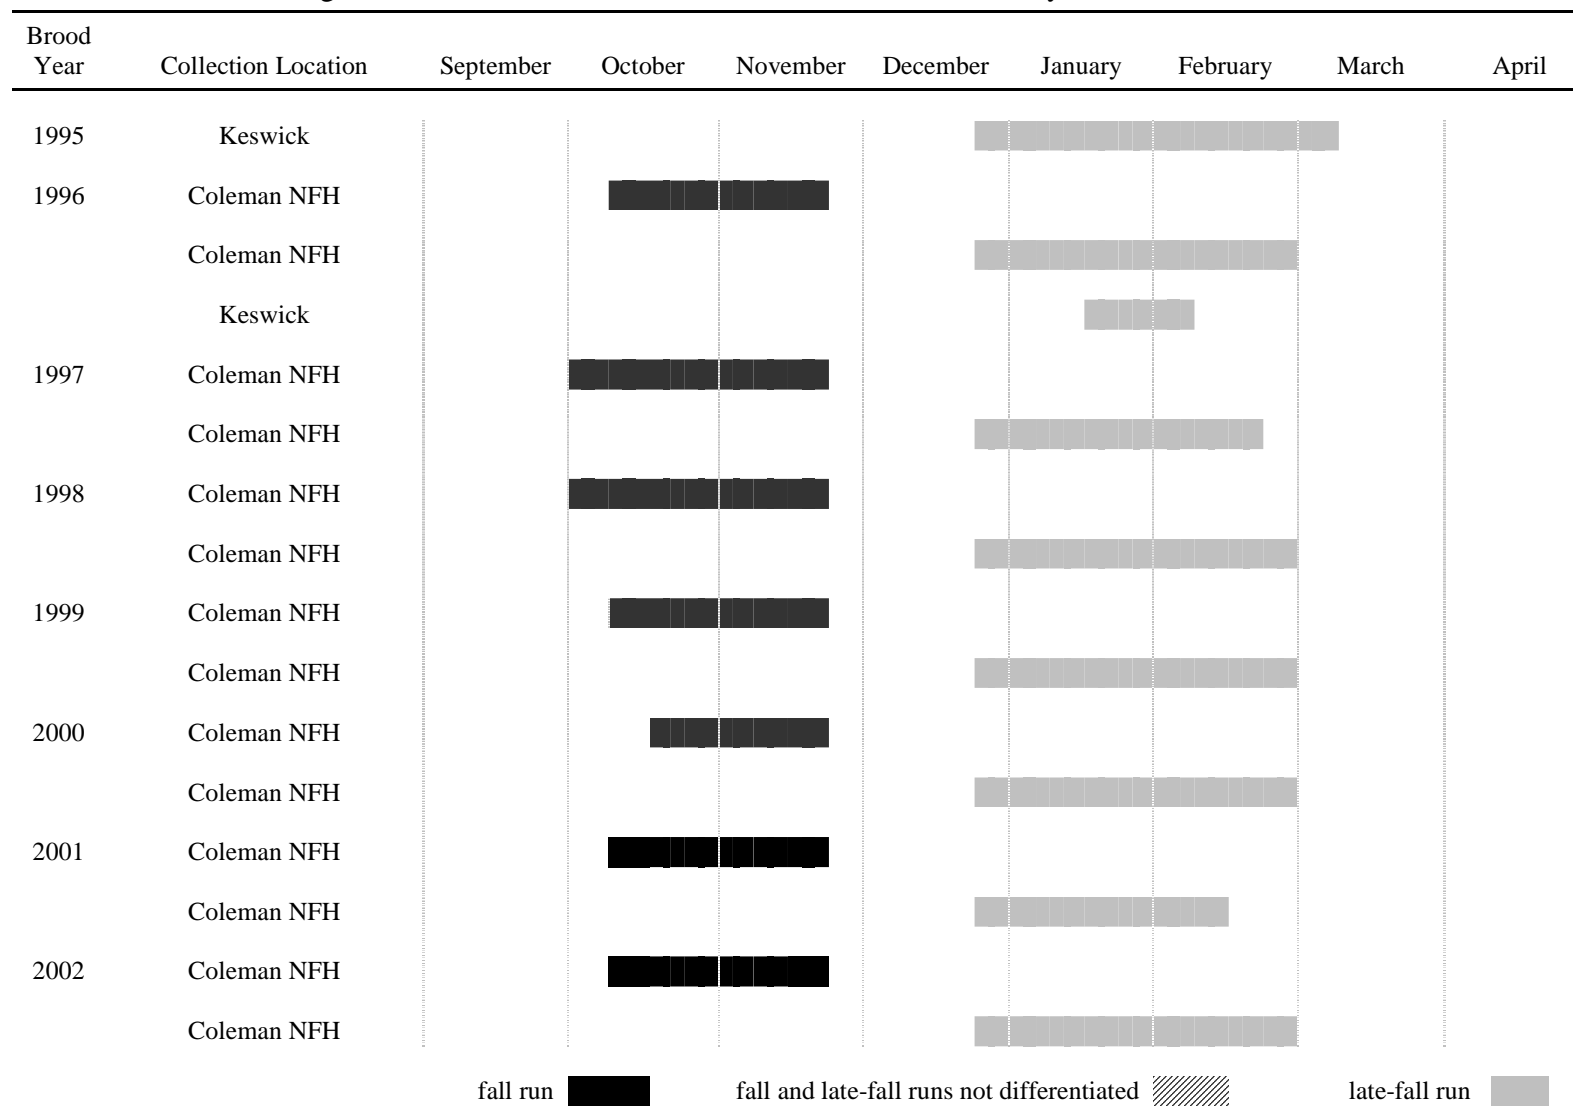 Brood
Year Collection Location September October November December January February March April
1995 Keswick
1996 Coleman NFH
Coleman NFH
Keswick
1997 Coleman NFH
Coleman NFH
1998 Coleman NFH
Coleman NFH
1999 Coleman NFH
Coleman NFH
2000 Coleman NFH
Coleman NFH
2001 Coleman NFH
Coleman NFH
2002 Coleman NFH
Coleman NFH
fall run fall and late-fall runs not differentiated late-fall run